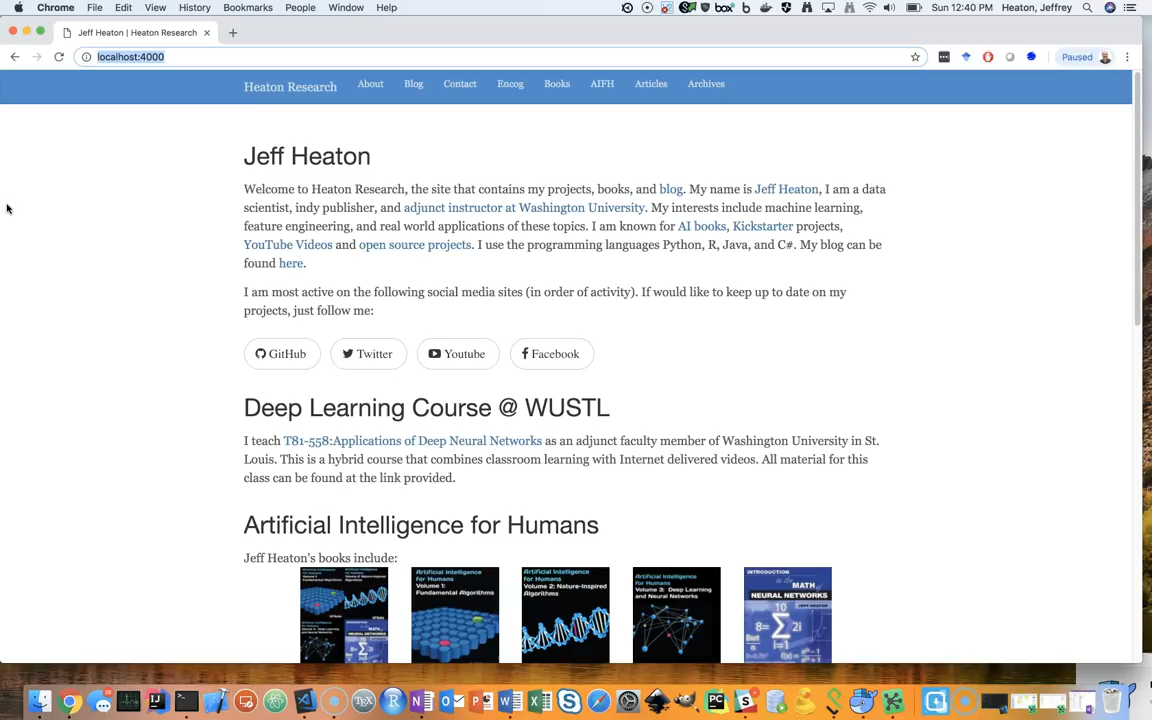 Chrome File Edit View History Bookmarks People Window Help box Sun 12:40 PM Heaton, Jeffrey
Jeff Heaton | Heaton Research
localhost:4000 Paused
Heaton Research About Blog Contact Encog Books AIFH Articles Archives
Jeff Heaton
Welcome to Heaton Research, the site that contains my projects, books, and blog. My name is Jeff Heaton, I am a data
scientist, indy publisher, and adjunct instructor at Washington University. My interests include machine learning,
feature engineering, and real world applications of these topics. I am known for AI books, Kickstarter projects,
YouTube Videos and open source projects. I use the programming languages Python, R, Java, and C#. My blog can be
found here.
I am most active on the following social media sites (in order of activity). If would like to keep up to date on my
projects, just follow me:
GitHub Twitter Youtube Facebook
Deep Learning Course @ WUSTL
I teach T81-558:Applications of Deep Neural Networks as an adjunct faculty member of Washington University in St.
Louis. This is a hybrid course that combines classroom learning with Internet delivered videos. All material for this
class can be found at the link provided.
Artificial Intelligence for Humans
Jeff Heaton's books include:
Artificial Intelligence for Humans Volume 1: Fundamental Algorithms
Artificial Intelligence for Humans Volume 2: Nature-Inspired Algorithms
Artificial Intelligence for Humans Volume 3: Deep Learning and Neural Networks
INTRODUCTION to the MATH of NEURAL NETWORKS JEFF HEATON